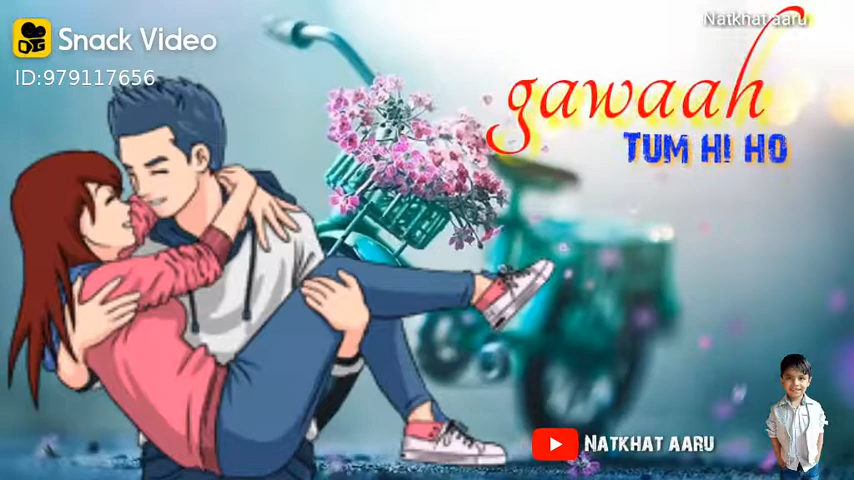 Snack Video
ID:979117656
Natkhat aaru
gawaah
TUM HI HO
NATKHAT AARU